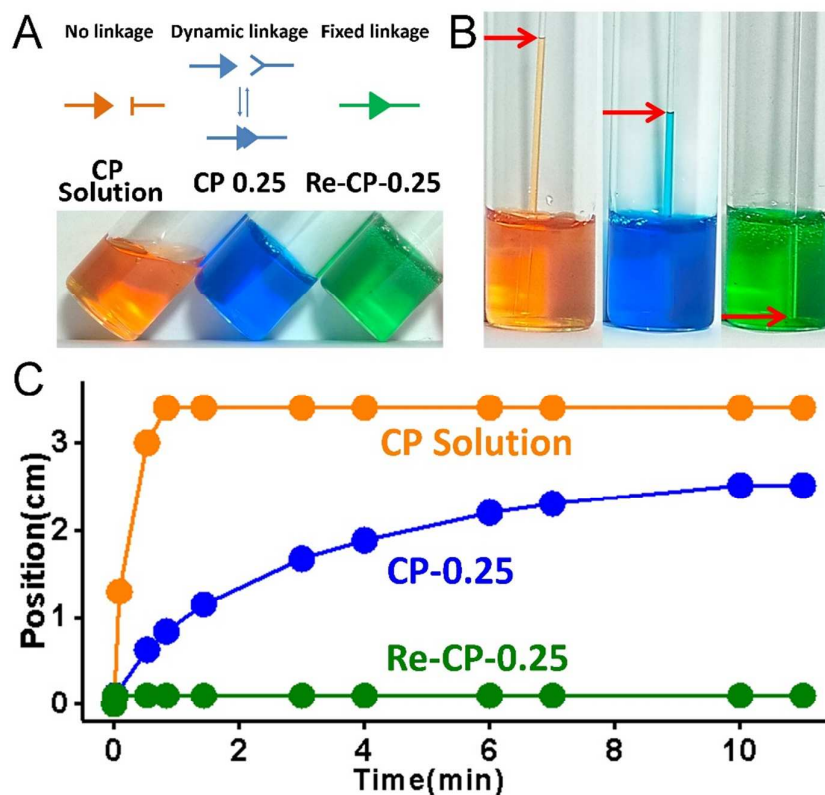 A
No linkage
Dynamic linkage
Fixed linkage
CP
Solution
CP 0.25
Re-CP-0.25
B
C
Position(cm)
3
2
1
0
CP Solution
CP-0.25
Re-CP-0.25
0
2
4
6
8
10
Time(min)